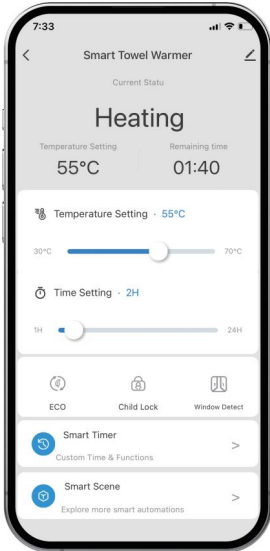 7:33
Smart Towel Warmer
Current Statu
Heating
Temperature Setting Remaining time
55°C 01:40
Temperature Setting · 55°C
30°C 70°C
Time Setting · 2H
1H 24H
ECO Child Lock Window Detect
Smart Timer
Custom Time & Functions
>
Smart Scene
Explore more smart automations
>